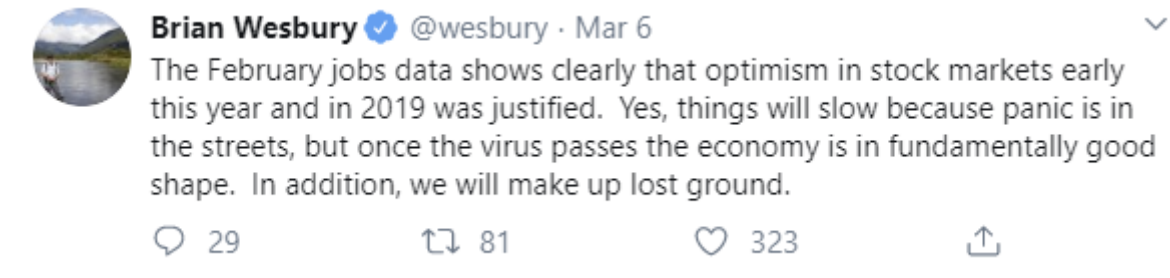 Brian Wesbury @wesbury · Mar 6
The February jobs data shows clearly that optimism in stock markets early
this year and in 2019 was justified.  Yes, things will slow because panic is in
the streets, but once the virus passes the economy is in fundamentally good
shape.  In addition, we will make up lost ground.
29 81 323